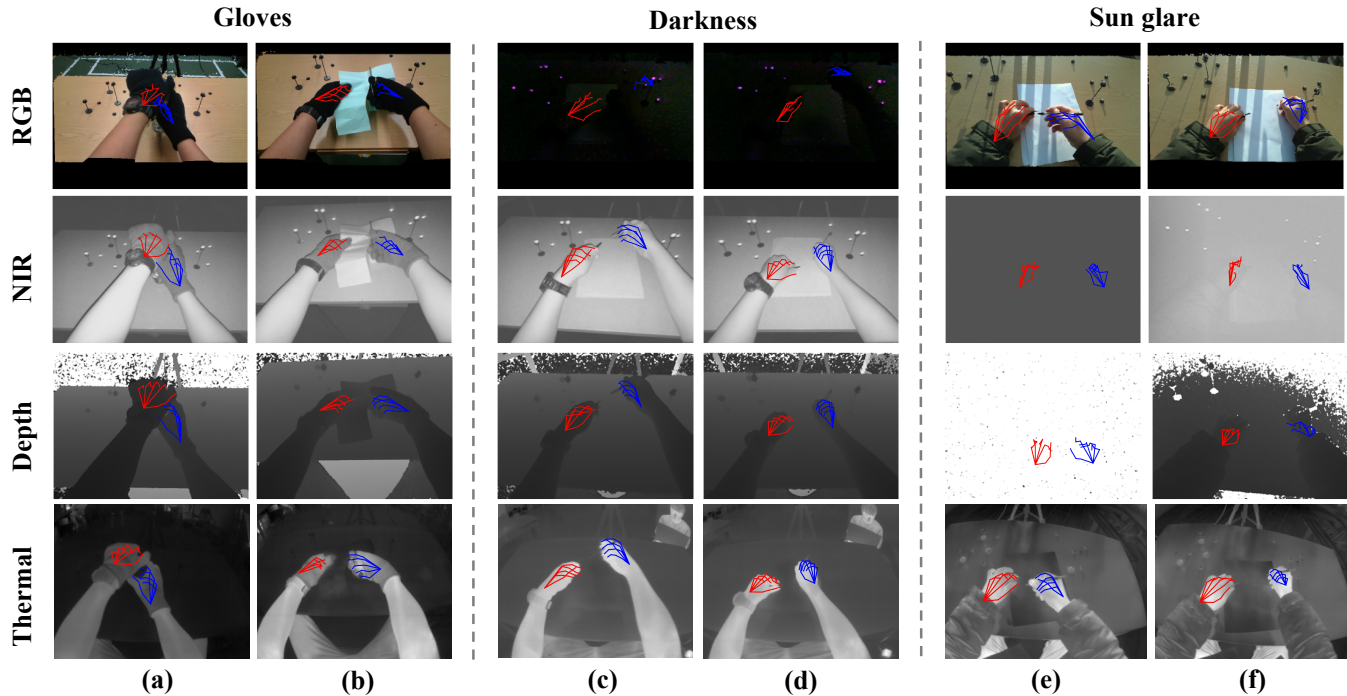 Gloves
Darkness
Sun glare
RGB
NIR
Depth
Thermal
(a)
(b)
(c)
(d)
(e)
(f)